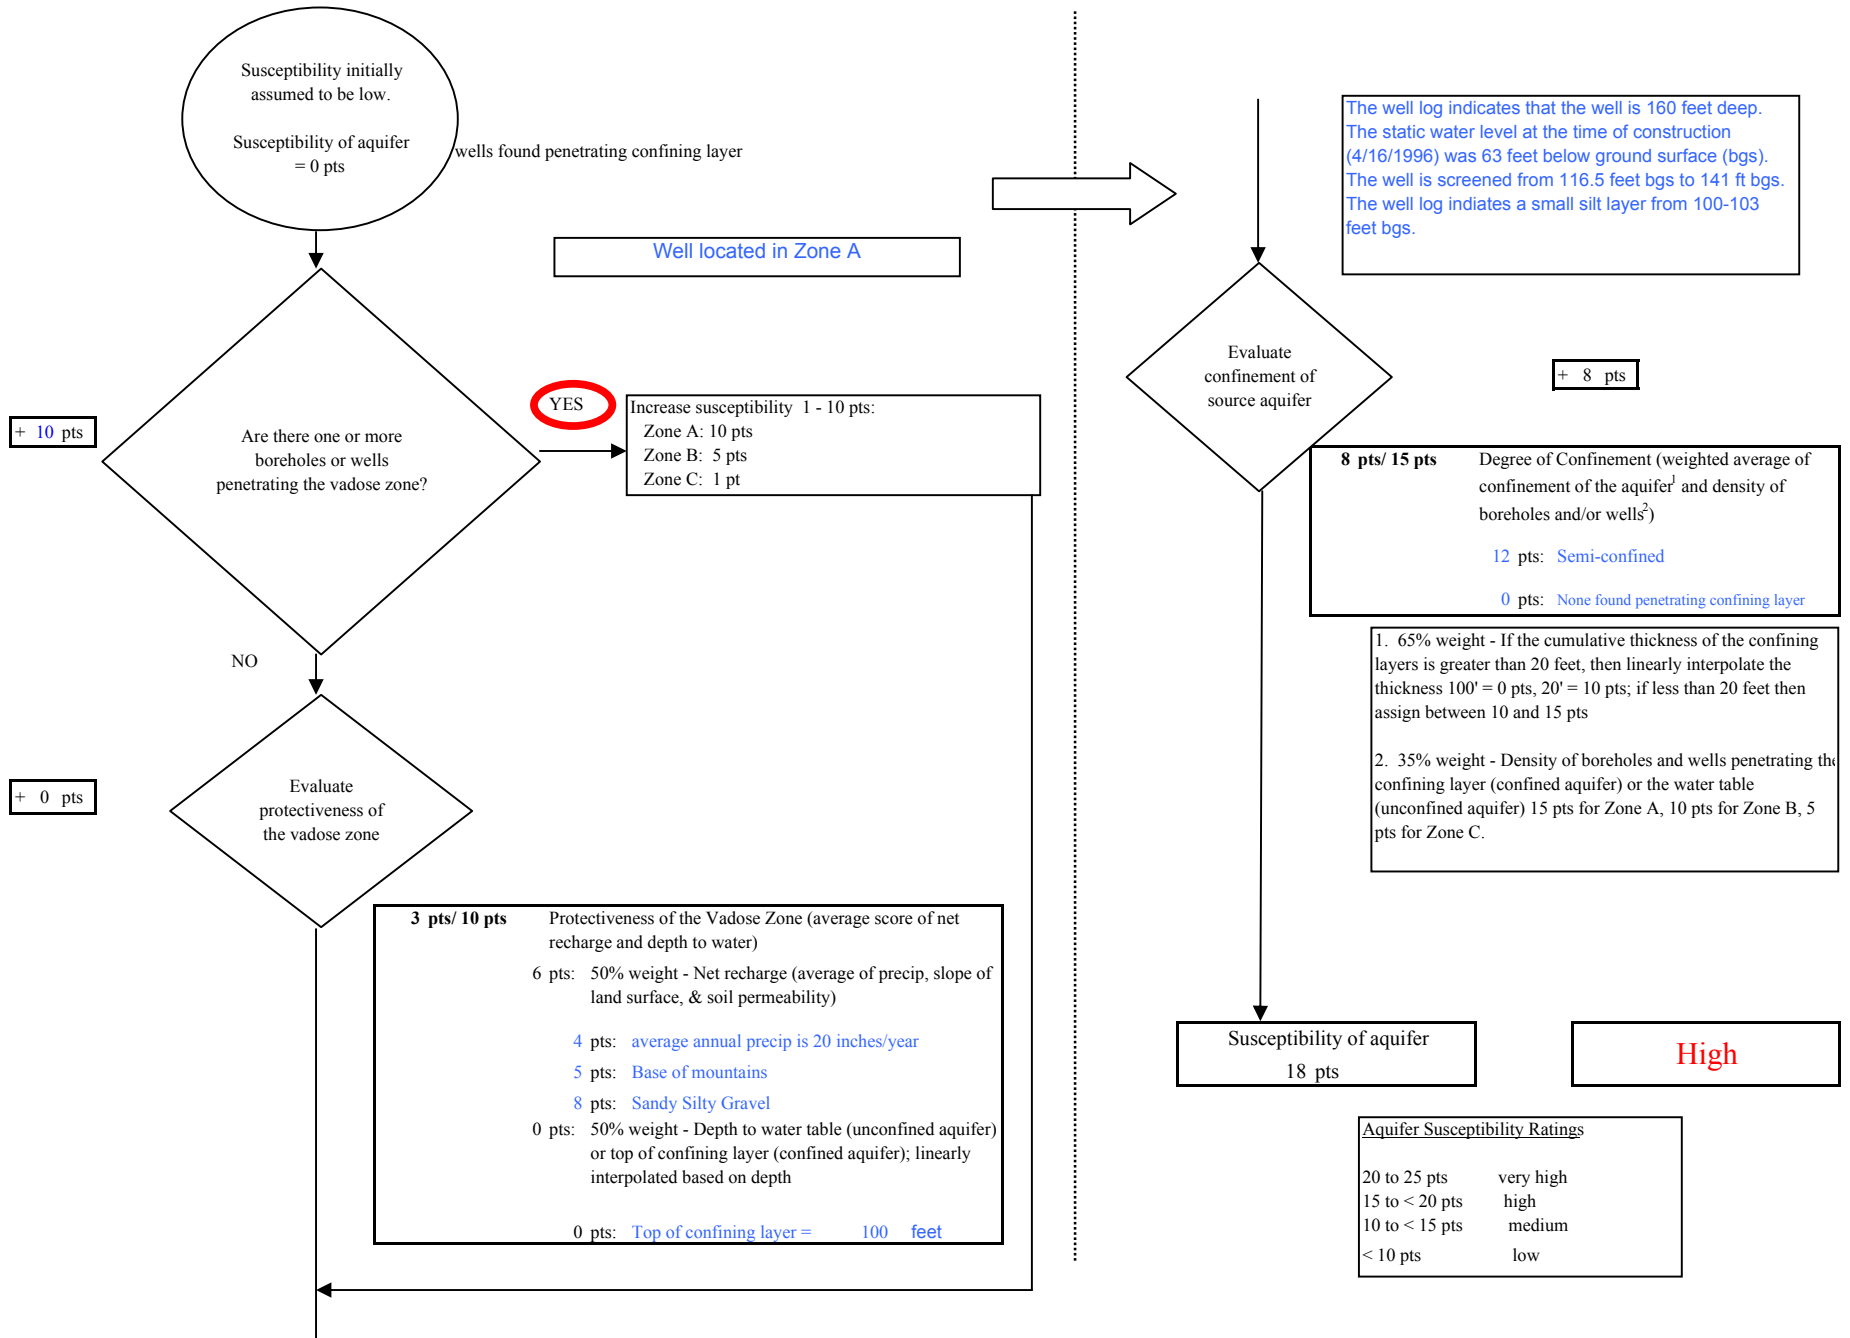 Susceptibility initially
assumed to be low.
Susceptibility of aquifer
= 0 pts
wells found penetrating confining layer
Well located in Zone A
+ 10 pts
Are there one or more
boreholes or wells
penetrating the vadose zone?
YES
Increase susceptibility 1 - 10 pts:
Zone A: 10 pts
Zone B: 5 pts
Zone C: 1 pt
NO
+ 0 pts
Evaluate
protectiveness of
the vadose zone
3 pts/ 10 pts Protectiveness of the Vadose Zone (average score of net
recharge and depth to water)
6 pts: 50% weight - Net recharge (average of precip, slope of
land surface, & soil permeability)
4 pts: average annual precip is 20 inches/year
5 pts: Base of mountains
8 pts: Sandy Silty Gravel
0 pts: 50% weight - Depth to water table (unconfined aquifer)
or top of confining layer (confined aquifer); linearly
interpolated based on depth
0 pts: Top of confining layer = 100 feet
The well log indicates that the well is 160 feet deep.
The static water level at the time of construction
(4/16/1996) was 63 feet below ground surface (bgs).
The well is screened from 116.5 feet bgs to 141 ft bgs.
The well log indiates a small silt layer from 100-103
feet bgs.
Evaluate
confinement of
source aquifer
+ 8 pts
8 pts/ 15 pts Degree of Confinement (weighted average of
confinement of the aquifer1 and density of
boreholes and/or wells2)
12 pts: Semi-confined
0 pts: None found penetrating confining layer
1. 65% weight - If the cumulative thickness of the confining
layers is greater than 20 feet, then linearly interpolate the
thickness 100' = 0 pts, 20' = 10 pts; if less than 20 feet then
assign between 10 and 15 pts
2. 35% weight - Density of boreholes and wells penetrating the
confining layer (confined aquifer) or the water table
(unconfined aquifer) 15 pts for Zone A, 10 pts for Zone B, 5
pts for Zone C.
Susceptibility of aquifer
18 pts
High
Aquifer Susceptibility Ratings
20 to 25 pts very high
15 to < 20 pts high
10 to < 15 pts medium
< 10 pts low